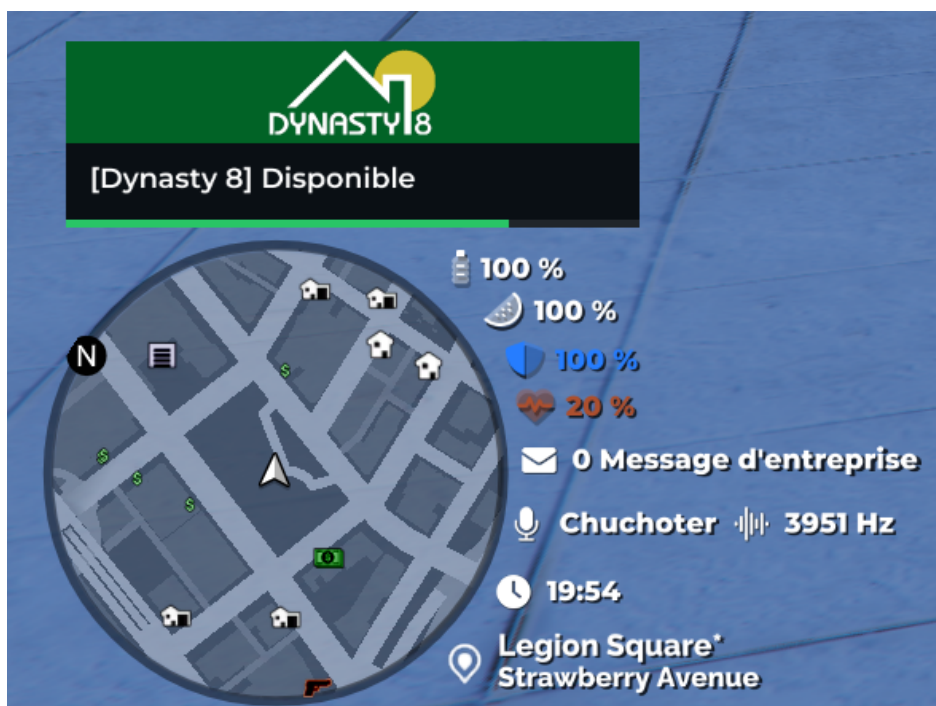 DYNASTY 8
[Dynasty 8] Disponible
100 %
100 %
N
100 %
20 %
0 Message d'entreprise
Chuchoter 3951 Hz
19:54
Legion Square*
Strawberry Avenue
$
$
$
$